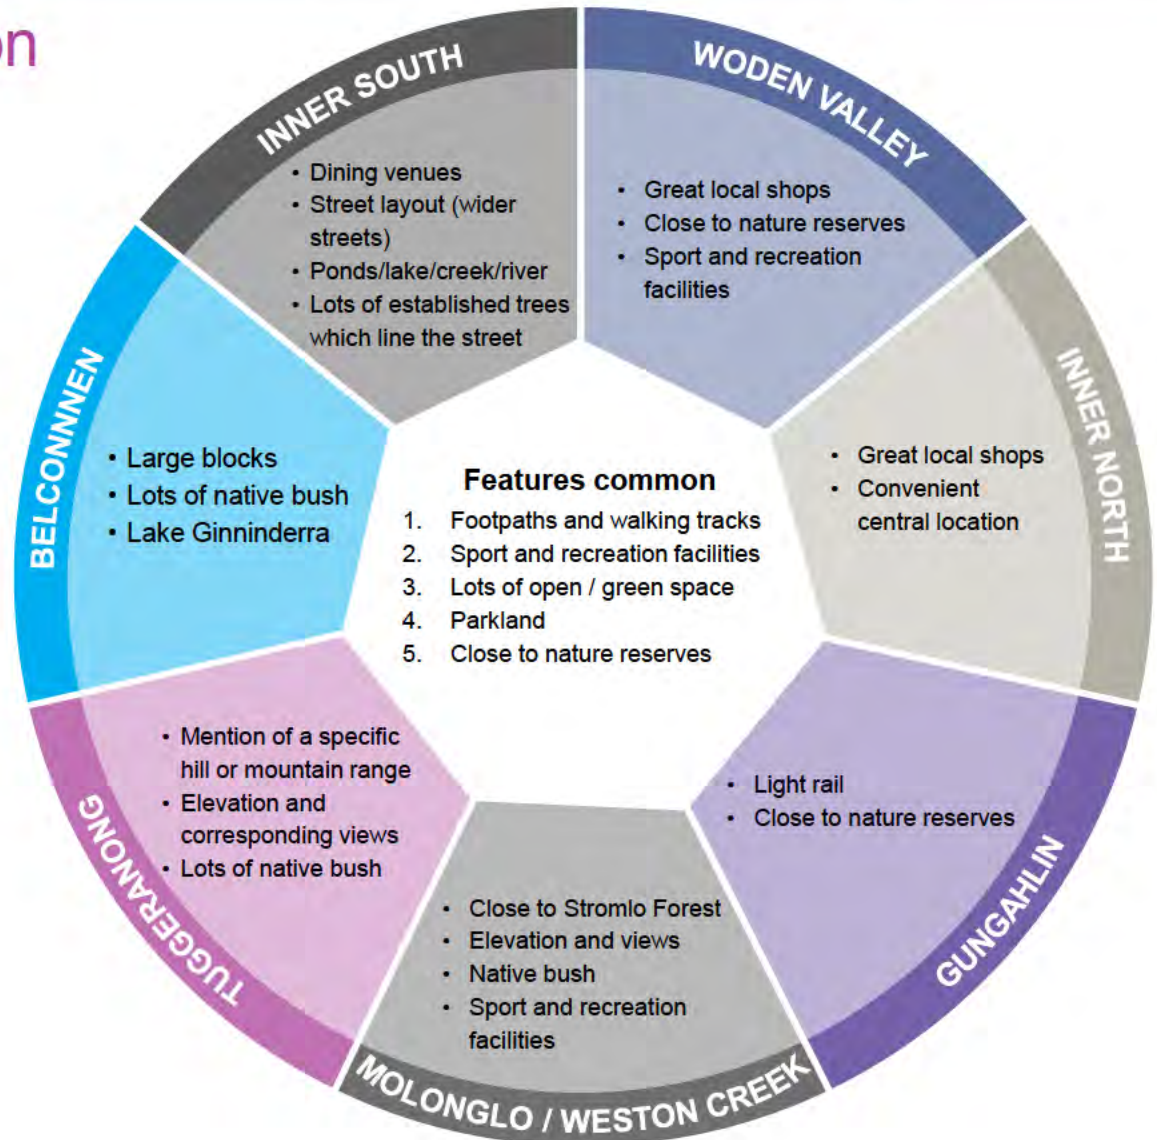 on
INNER SOUTH
• Dining venues
• Street layout (wider
streets)
• Ponds/lake/creek/river
• Lots of established trees
which line the street
WODEN VALLEY
• Great local shops
• Close to nature reserves
• Sport and recreation
facilities
INNER NORTH
• Great local shops
• Convenient
central location
GUNGAHLIN
• Light rail
• Close to nature reserves
MOLONGLO / WESTON CREEK
• Close to Stromlo Forest
• Elevation and views
• Native bush
• Sport and recreation
facilities
TUGGERANONG
• Mention of a specific
hill or mountain range
• Elevation and
corresponding views
• Lots of native bush
BELCONNNEN
• Large blocks
• Lots of native bush
• Lake Ginninderra
Features common
1. Footpaths and walking tracks
2. Sport and recreation facilities
3. Lots of open / green space
4. Parkland
5. Close to nature reserves